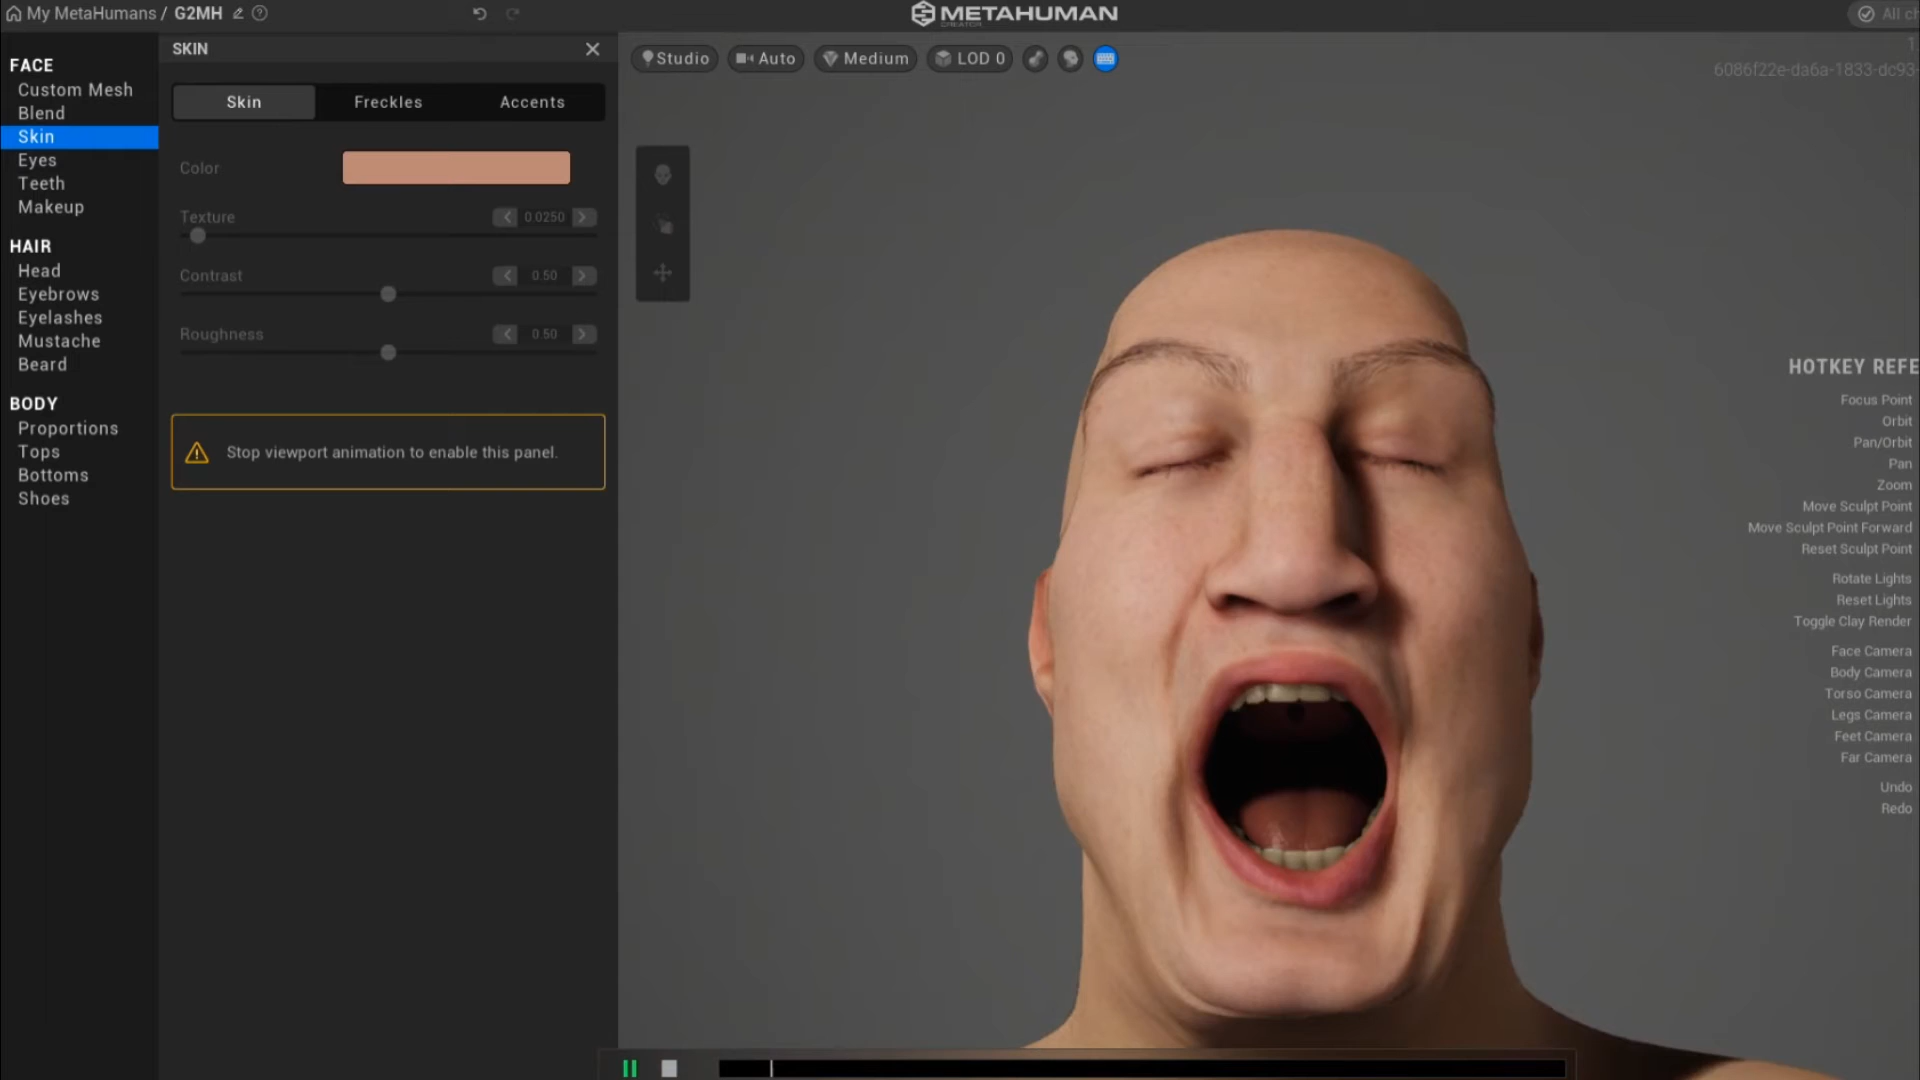 My MetaHumans / G2MH
METAHUMAN
CREATOR
All ch
FACE
Custom Mesh
Blend
Skin
Eyes
Teeth
Makeup
HAIR
Head
Eyebrows
Eyelashes
Mustache
Beard
BODY
Proportions
Tops
Bottoms
Shoes
SKIN
Skin Freckles Accents
Color
Texture 0.0250
Contrast 0.50
Roughness 0.50
Stop viewport animation to enable this panel.
Studio Auto Medium LOD 0
6086f22e-da6a-1833-dc93-
HOTKEY REFE
Focus Point
Orbit
Pan/Orbit
Pan
Zoom
Move Sculpt Point
Move Sculpt Point Forward
Reset Sculpt Point
Rotate Lights
Reset Lights
Toggle Clay Render
Face Camera
Body Camera
Torso Camera
Legs Camera
Feet Camera
Far Camera
Undo
Redo